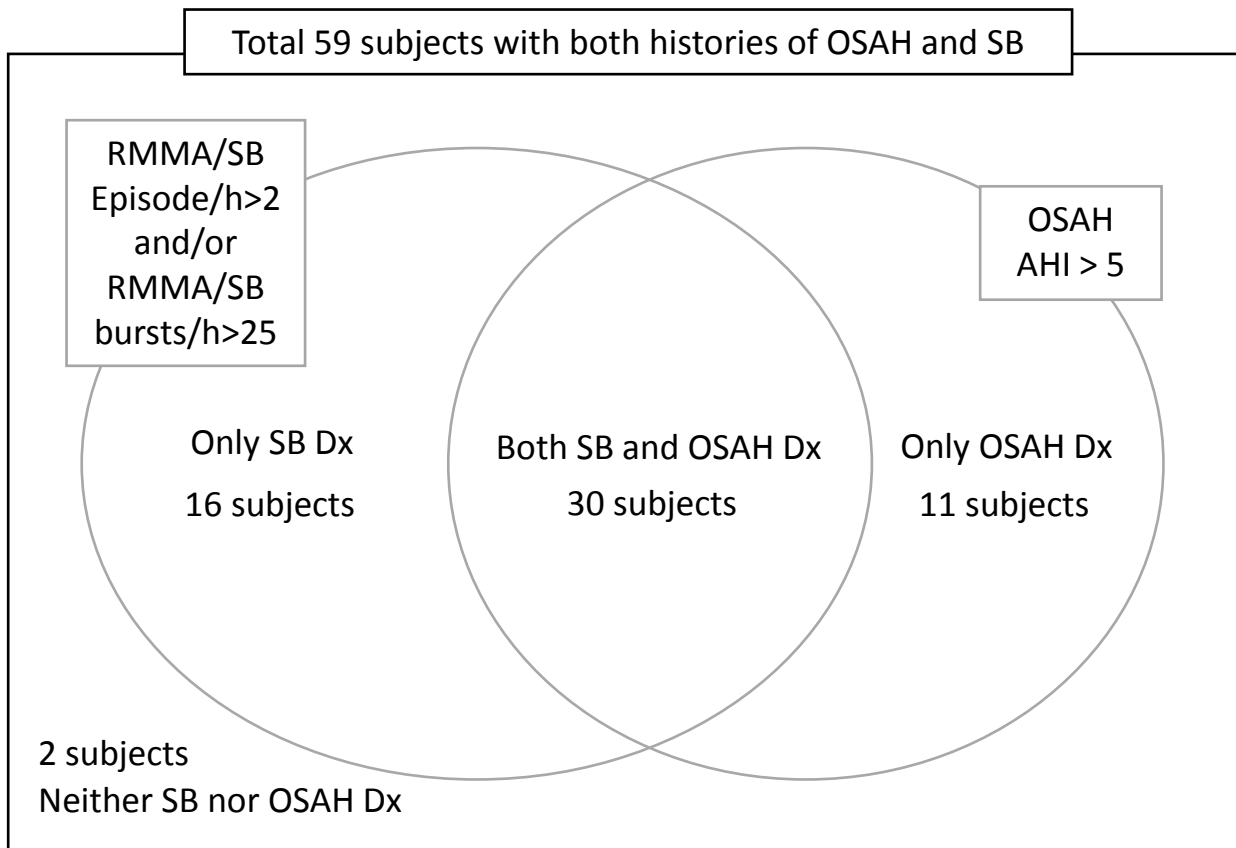 Total 59 subjects with both histories of OSAH and SB
RMMA/SB
Episode/h>2
and/or
RMMA/SB
bursts/h>25
OSAH
AHI > 5
Only SB Dx
16 subjects
Both SB and OSAH Dx
30 subjects
Only OSAH Dx
11 subjects
2 subjects
Neither SB nor OSAH Dx